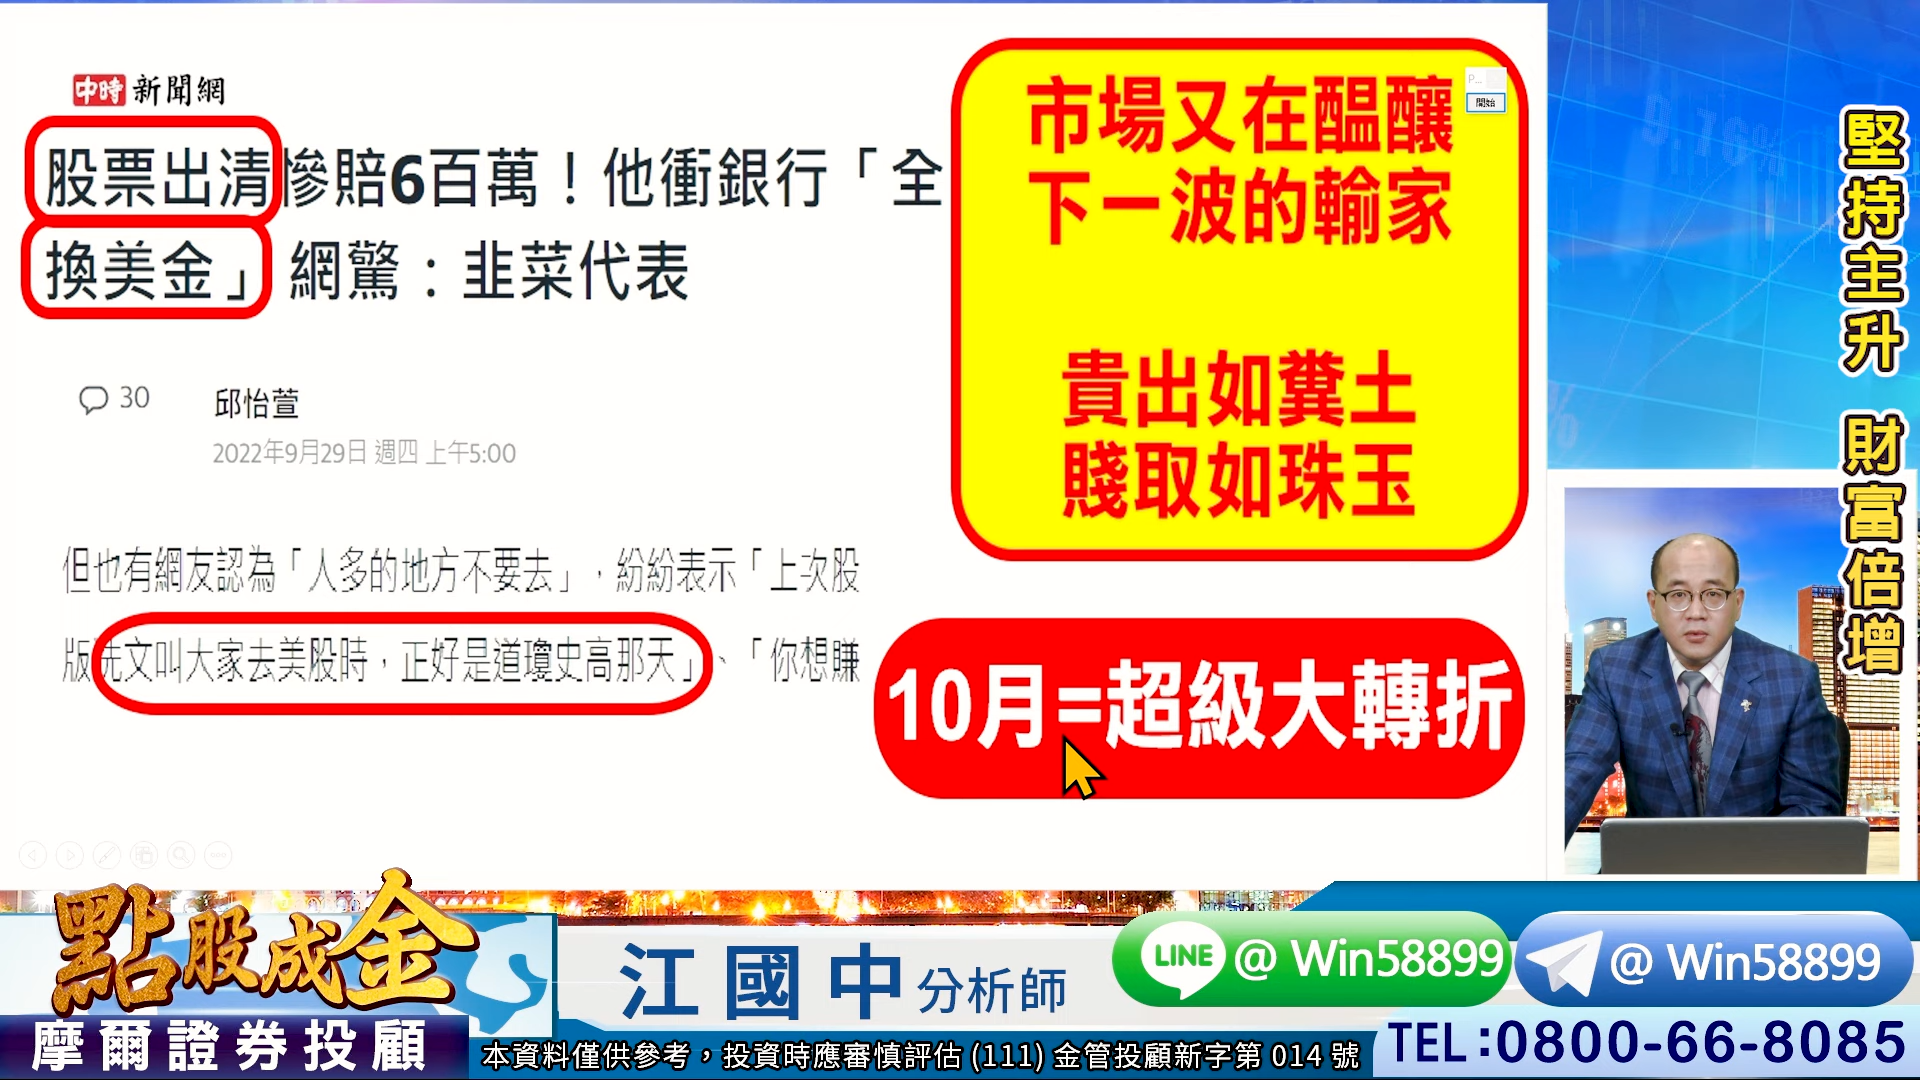 中時 新聞網
股票出清慘賠6百萬！他衝銀行「全
換美金」網驚：韭菜代表
30
邱怡萱
2022年9月29日 週四 上午5:00
但也有網友認為「人多的地方不要去」，紛紛表示「上次股
版洗文叫大家去美股時，正好是道瓊史高那天」、「你想賺
市場又在醞釀
下一波的輸家
貴出如糞土
賤取如珠玉
P...
開始
10月=超級大轉折
堅持主升 財富倍增
點股成金
摩爾證券投顧
江國中 分析師
LINE @ Win58899
@ Win58899
TEL:0800-66-8085
本資料僅供參考，投資時應審慎評估 (111) 金管投顧新字第 014 號